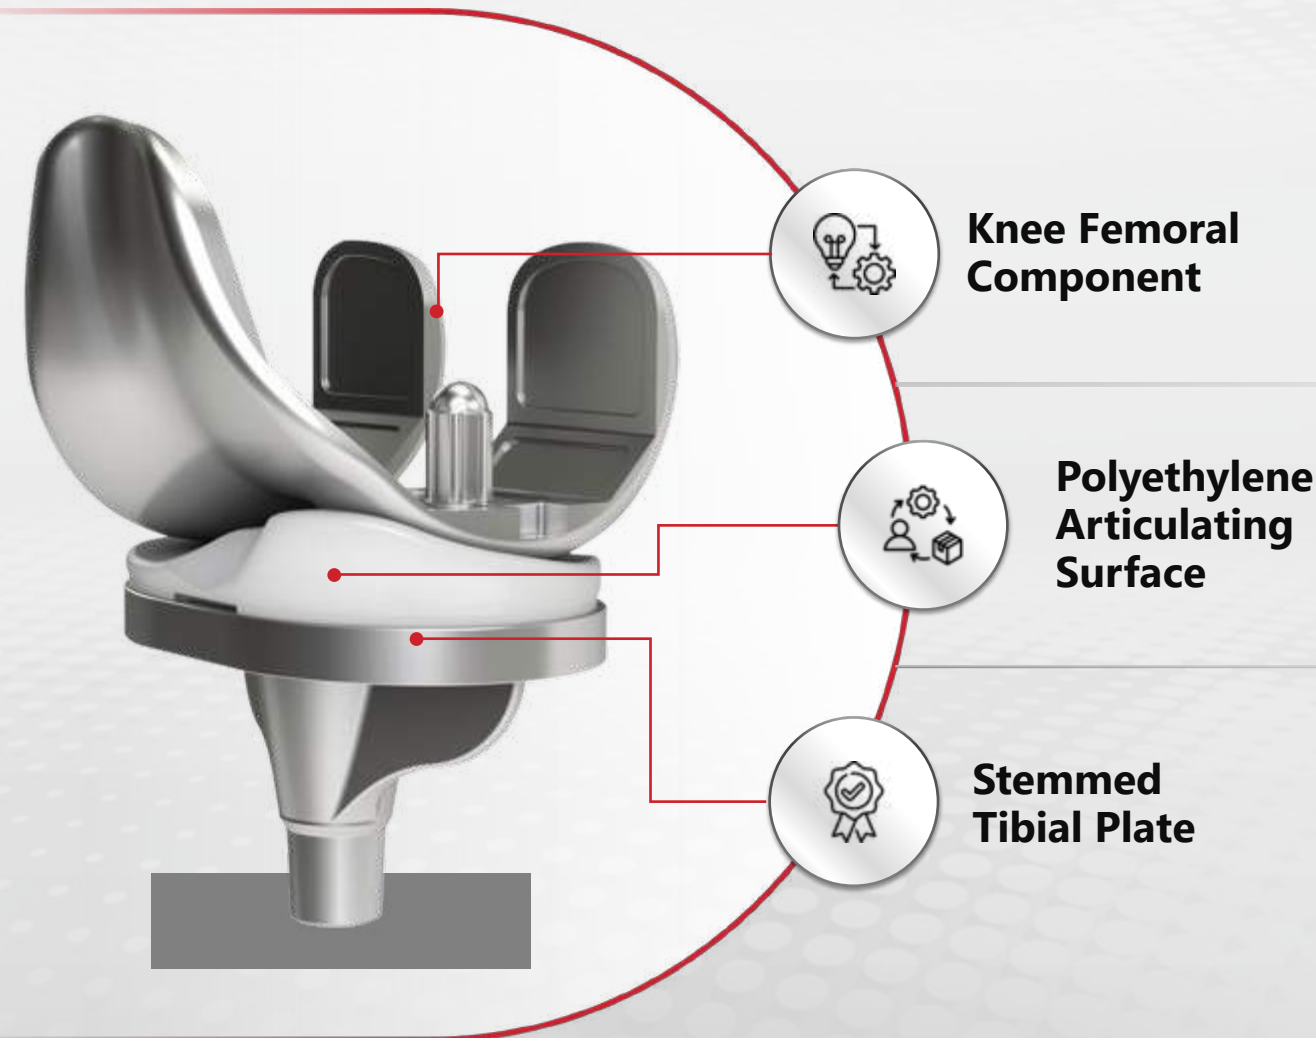 Knee Femoral
Component
Polyethylene
Articulating
Surface
Stemmed
Tibial Plate